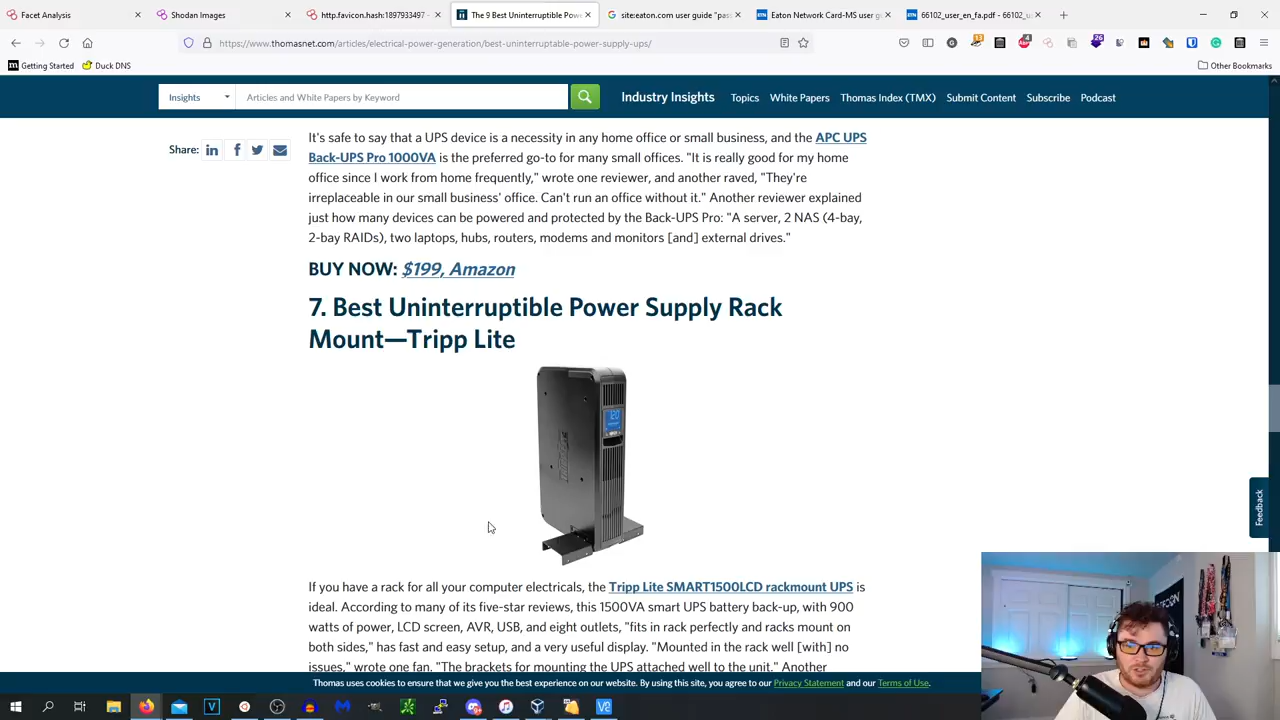 Facet Analysis
Shodan Images
http.favicon.hash:1897933497 -
The 9 Best Uninterruptible Pow
site:eaton.com user guide "pas
Eaton Network Card-MS user g
66102_user_en_fa.pdf - 66102_u
https://www.thomasnet.com/articles/electrical-power-generation/best-uninterruptable-power-supply-ups/
Getting Started
Duck DNS
Other Bookmarks
Insights
Articles and White Papers by Keyword
Industry Insights
Topics
White Papers
Thomas Index (TMX)
Submit Content
Subscribe
Podcast
Share:
It's safe to say that a UPS device is a necessity in any home office or small business, and the APC UPS
Back-UPS Pro 1000VA is the preferred go-to for many small offices. "It is really good for my home
office since I work from home frequently," wrote one reviewer, and another raved, "They're
irreplaceable in our small business' office. Can't run an office without it." Another reviewer explained
just how many devices can be powered and protected by the Back-UPS Pro: "A server, 2 NAS (4-bay,
2-bay RAIDs), two laptops, hubs, routers, modems and monitors [and] external drives."
BUY NOW: $199, Amazon
7. Best Uninterruptible Power Supply Rack
Mount—Tripp Lite
Feedback
If you have a rack for all your computer electricals, the Tripp Lite SMART1500LCD rackmount UPS is
ideal. According to many of its five-star reviews, this 1500VA smart UPS battery back-up, with 900
watts of power, LCD screen, AVR, USB, and eight outlets, "fits in rack perfectly and racks mount on
both sides," has fast and easy setup, and a very useful display. "Mounted in the rack well [with] no
issues," wrote one fan. "The brackets for mounting the UPS attached well to the unit." Another
Thomas uses cookies to ensure that we give you the best experience on our website. By using this site, you agree to our Privacy Statement and our Terms of Use.